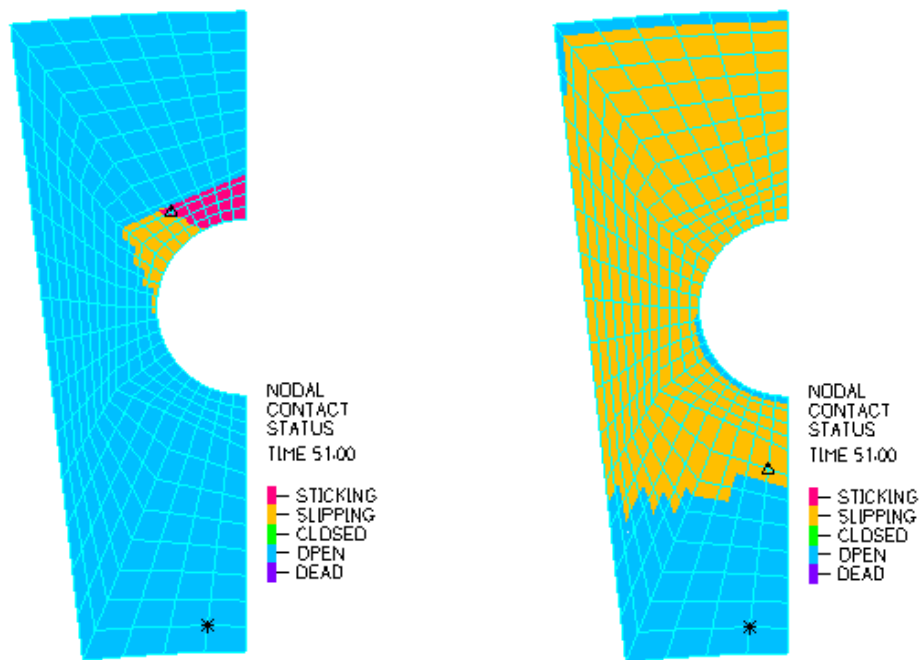 NODAL
CONTACT
STATUS
TIME 51.00
STICKING
SLIPPING
CLOSED
OPEN
DEAD
NODAL
CONTACT
STATUS
TIME 51.00
STICKING
SLIPPING
CLOSED
OPEN
DEAD